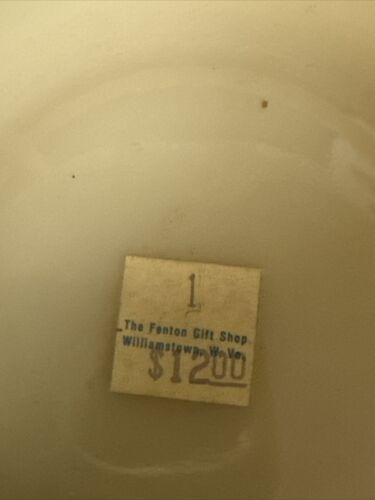 1
The Fenton Gift Shop
Williamstown, W. Va.
$12.00